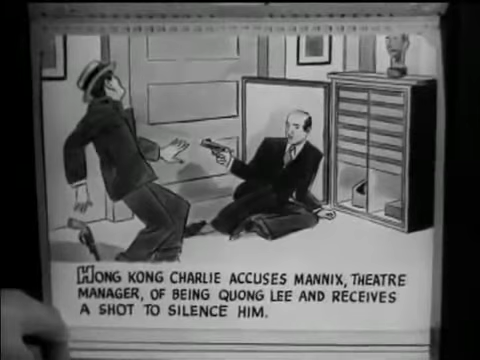 HONG KONG CHARLIE ACCUSES MANNIX, THEATRE
MANAGER, OF BEING QUONG LEE AND RECEIVES
A SHOT TO SILENCE HIM.